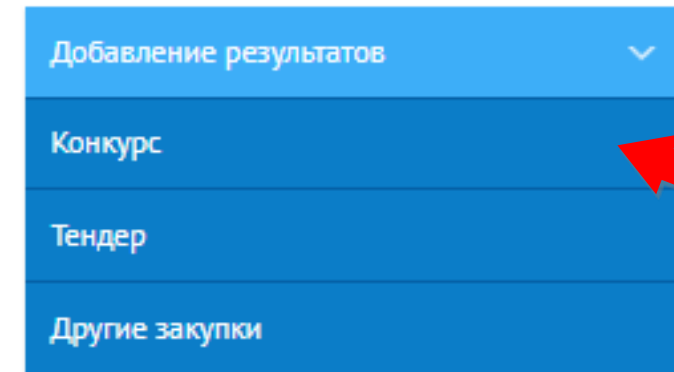 Добавление результатов
Конкурс
Тендер
Другие закупки